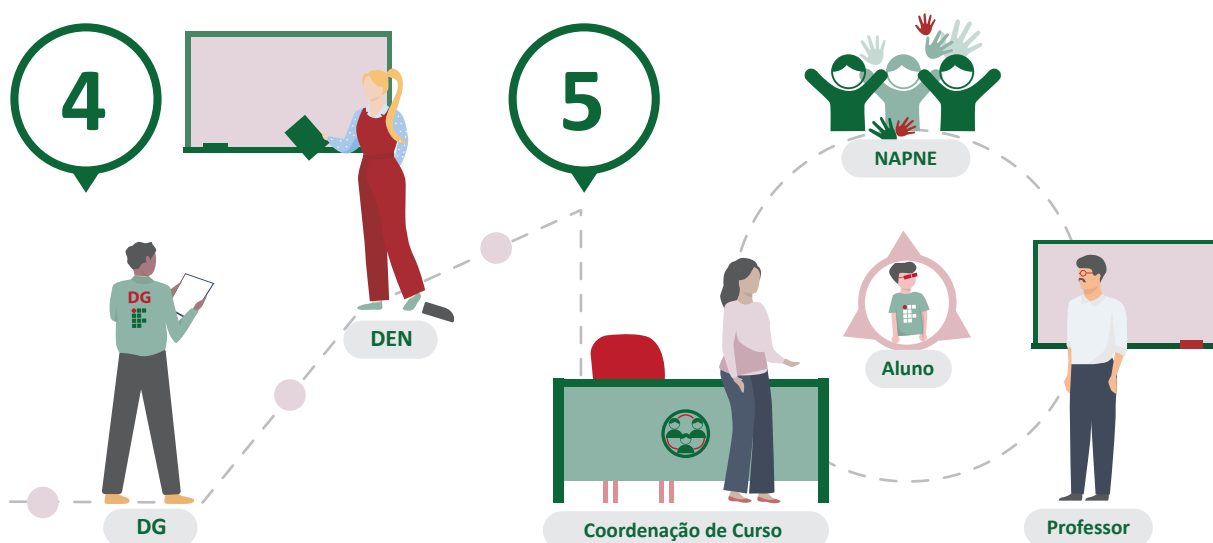 4
5
NAPNE
DG
DEN
Aluno
DG
Coordenação de Curso
Professor